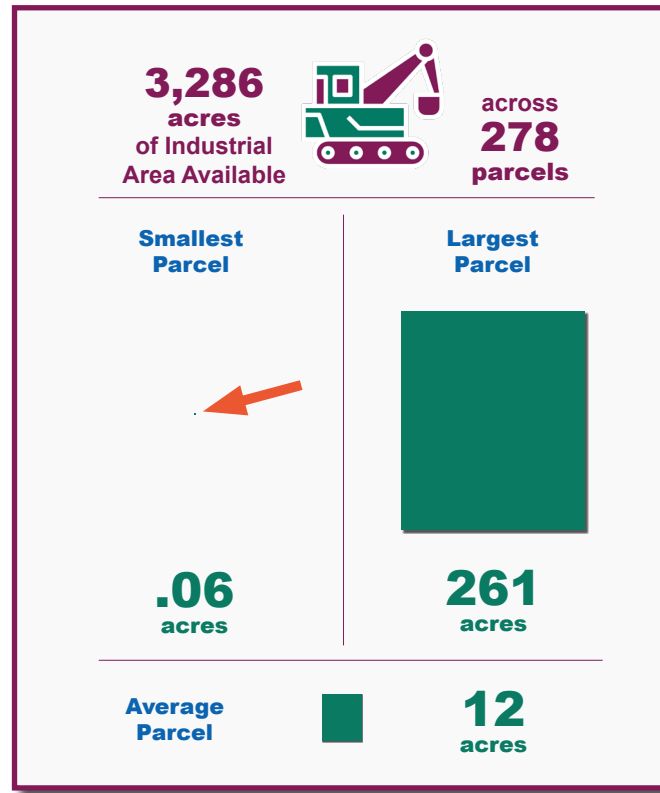 3,286
acres
of Industrial
Area Available
across
278
parcels
Smallest
Parcel
.06
acres
Largest
Parcel
261
acres
Average
Parcel
12
acres